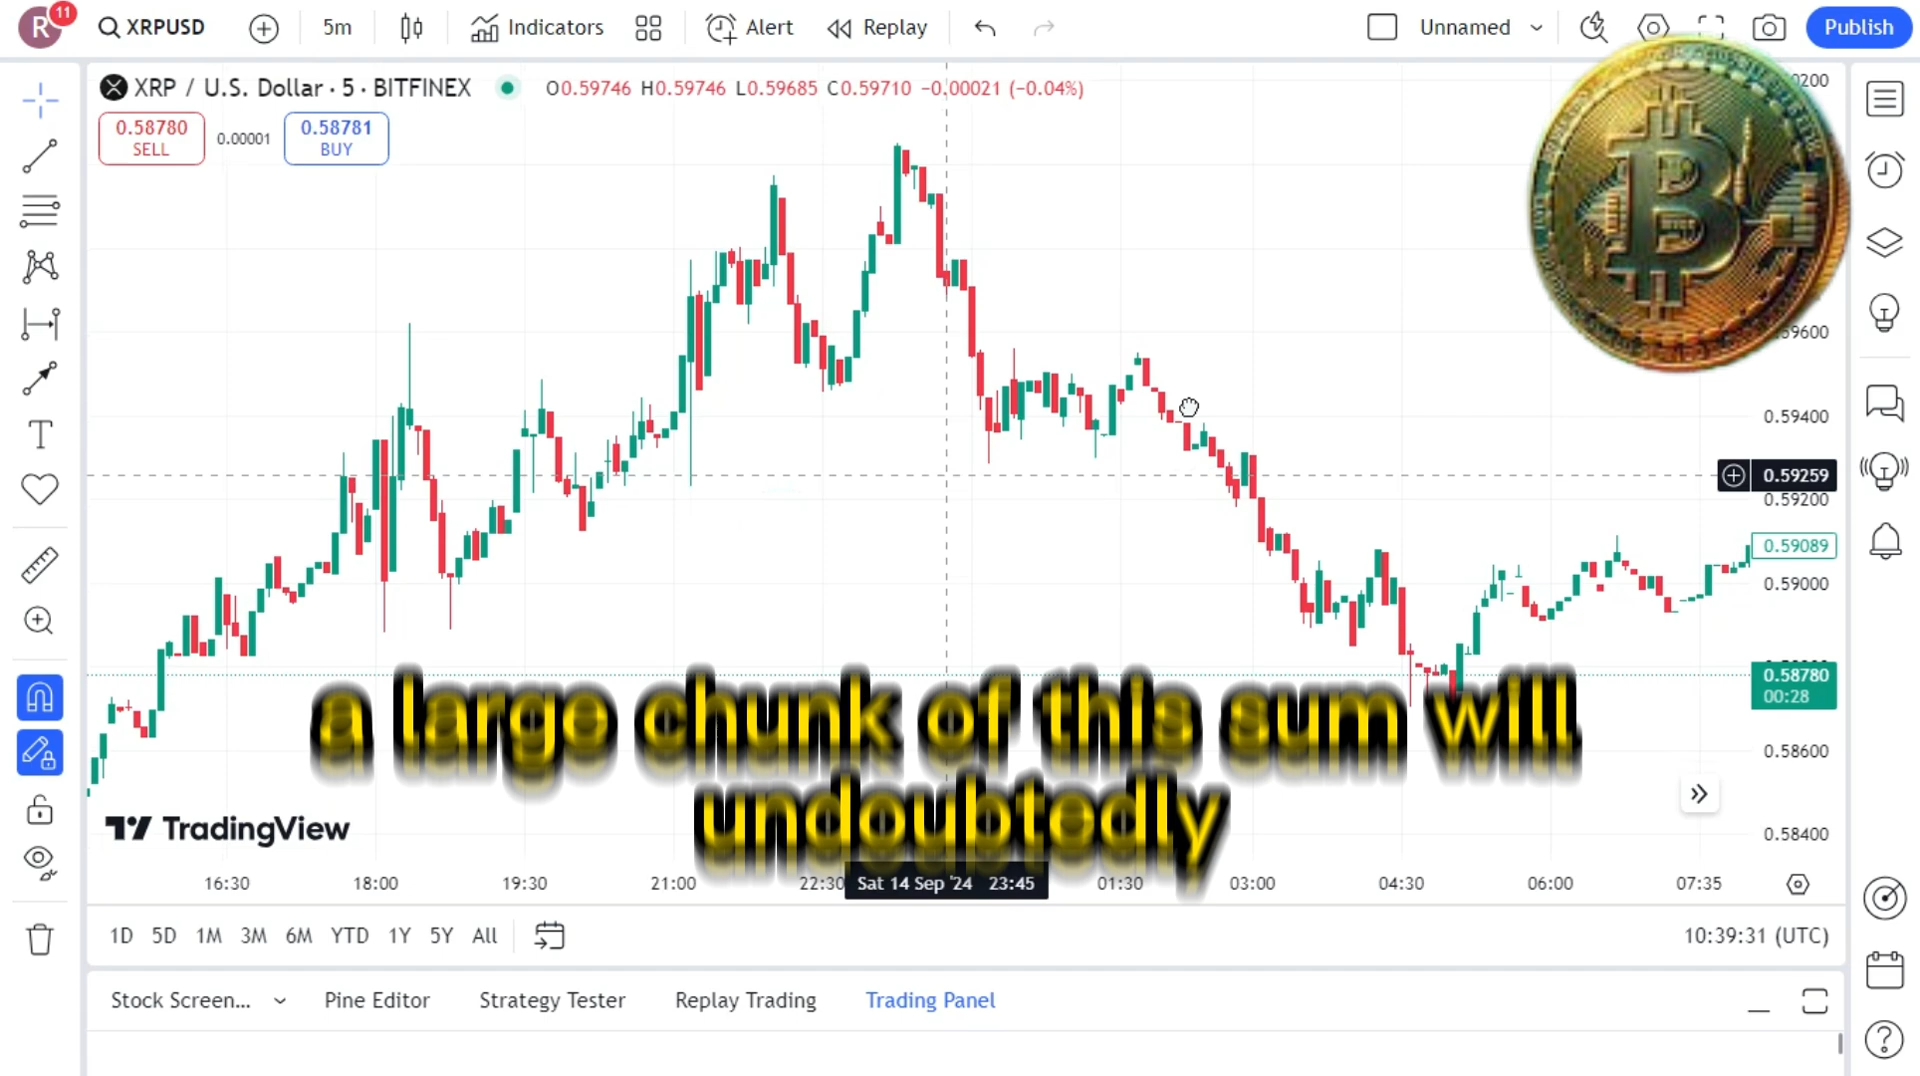 R 11 XRPUSD 5m Indicators Alert Replay Unnamed Publish
XRP / U.S. Dollar · 5 · BITFINEX O0.59746 H0.59746 L0.59685 C0.59710 −0.00021 (−0.04%)
0.58780 SELL 0.00001 0.58781 BUY
0.59400
0.59259
0.59200
0.59089
0.59000
0.58780
00:28
0.58600
0.58400
a large chunk of this sum will
undoubtedly
TradingView
16:30 18:00 19:30 21:00 22:30 Sat 14 Sep '24 23:45 01:30 03:00 04:30 06:00 07:35
1D 5D 1M 3M 6M YTD 1Y 5Y All 10:39:31 (UTC)
Stock Screen... Pine Editor Strategy Tester Replay Trading Trading Panel